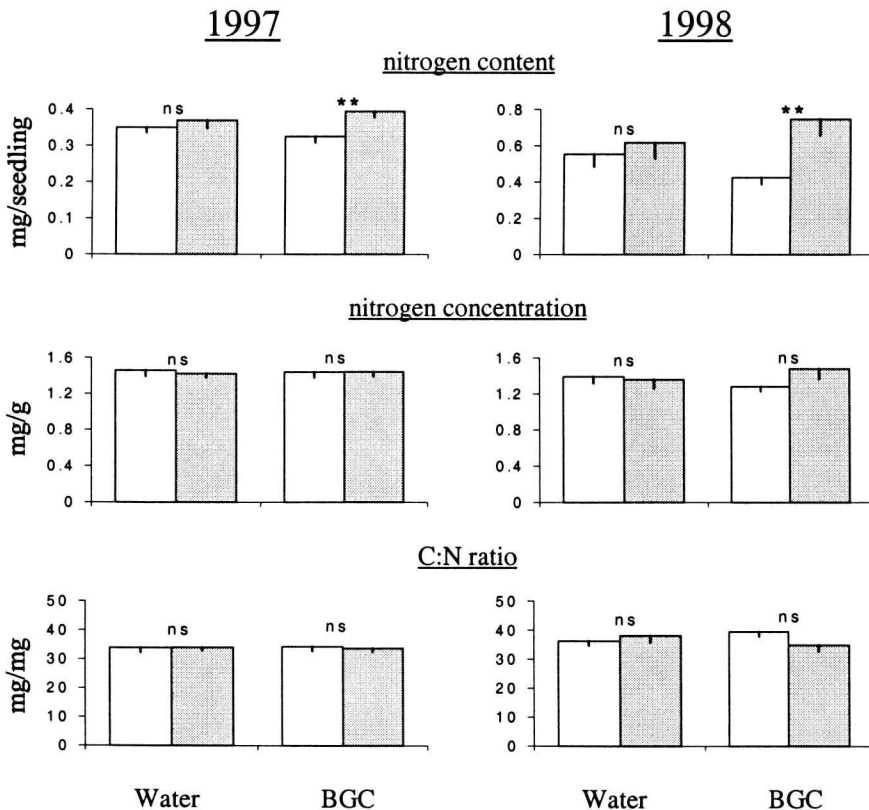 1997 1998
nitrogen content
mg/seedling
0.4
0.3
0.2
0.1
0
ns
**
0.8
0.6
0.4
0.2
0
ns
**
nitrogen concentration
mg/g
1.6
1.2
0.8
0.4
0
ns
ns
1.6
1.2
0.8
0.4
0
ns
ns
C:N ratio
mg/mg
50
40
30
20
10
0
ns
ns
50
40
30
20
10
0
ns
ns
Water BGC Water BGC